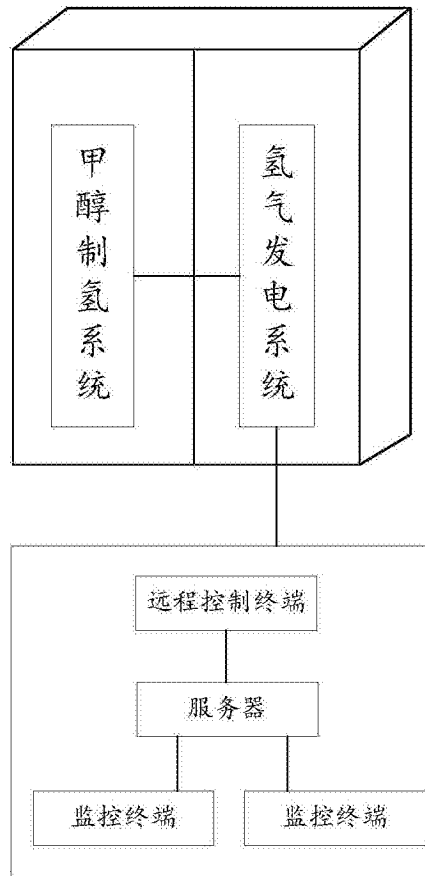 甲醇制氢系统
氢气发电系统
远程控制终端
服务器
监控终端
监控终端